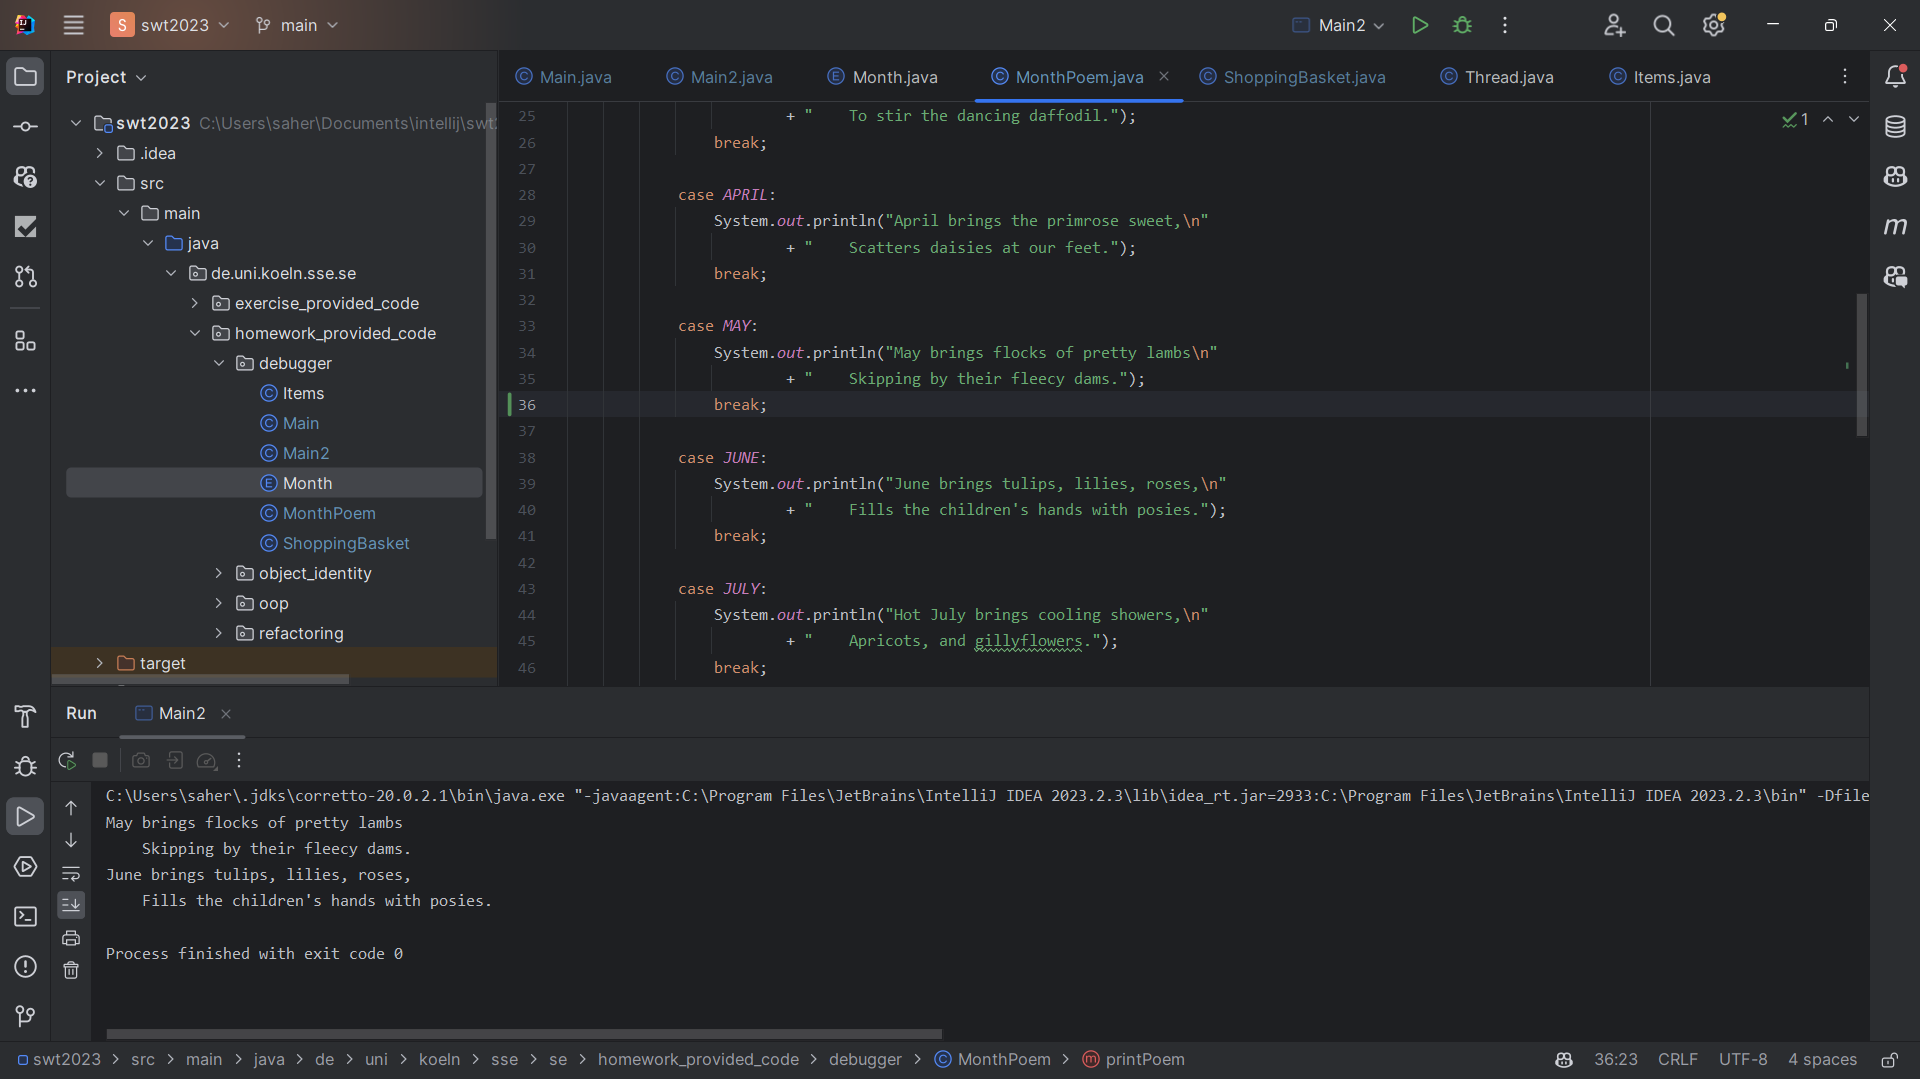 S swt2023 main Main2
Project
Main.java Main2.java Month.java MonthPoem.java ShoppingBasket.java Thread.java Items.java
swt2023 C:\Users\saher\Documents\intellij\swt
.idea
src
main
java
de.uni.koeln.sse.se
exercise_provided_code
homework_provided_code
debugger
C Items
C Main
C Main2
E Month
C MonthPoem
C ShoppingBasket
object_identity
oop
refactoring
target
1
25 + "    To stir the dancing daffodil.");
26 break;
27
28 case APRIL:
29 System.out.println("April brings the primrose sweet,\n"
30 + "    Scatters daisies at our feet.");
31 break;
32
33 case MAY:
34 System.out.println("May brings flocks of pretty lambs\n"
35 + "    Skipping by their fleecy dams.");
36 break;
37
38 case JUNE:
39 System.out.println("June brings tulips, lilies, roses,\n"
40 + "    Fills the children's hands with posies.");
41 break;
42
43 case JULY:
44 System.out.println("Hot July brings cooling showers,\n"
45 + "    Apricots, and gillyflowers.");
46 break;
Run Main2
C:\Users\saher\.jdks\corretto-20.0.2.1\bin\java.exe "-javaagent:C:\Program Files\JetBrains\IntelliJ IDEA 2023.2.3\lib\idea_rt.jar=2933:C:\Program Files\JetBrains\IntelliJ IDEA 2023.2.3\bin" -Dfile
May brings flocks of pretty lambs
    Skipping by their fleecy dams.
June brings tulips, lilies, roses,
    Fills the children's hands with posies.
Process finished with exit code 0
swt2023 > src > main > java > de > uni > koeln > sse > se > homework_provided_code > debugger > MonthPoem > printPoem 36:23 CRLF UTF-8 4 spaces